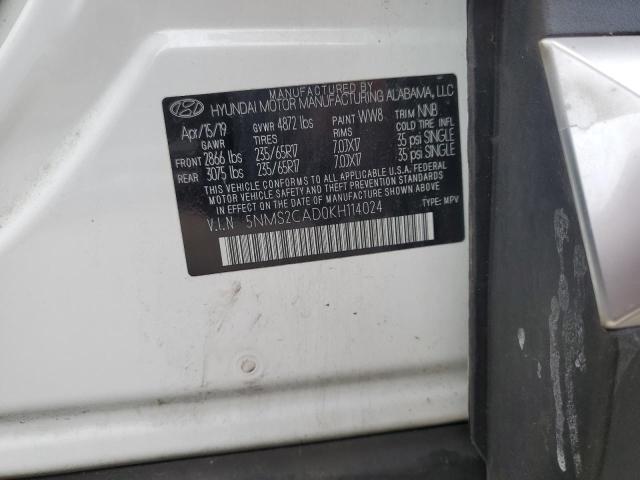 MANUFACTURED BY
HYUNDAI MOTOR MANUFACTURING ALABAMA, LLC
Apr/15/19 GVWR 4872 lbs PAINT WW8 TRIM NNB
GAWR TIRES RIMS COLD TIRE INF.
FRONT 2866 lbs 235/65R17 7.0JX17 35 psi SINGLE
REAR 3075 lbs 235/65R17 7.0JX17 35 psi SINGLE
THIS VEHICLE CONFORMS TO ALL APPLICABLE U.S.A. FEDERAL
MOTOR VEHICLE SAFETY AND THEFT PREVENTION STANDARDS
IN EFFECT ON THE DATE OF MANUFACTURE SHOWN ABOVE.
V.I.N 5NMS2CAD0KH114024 TYPE: MPV